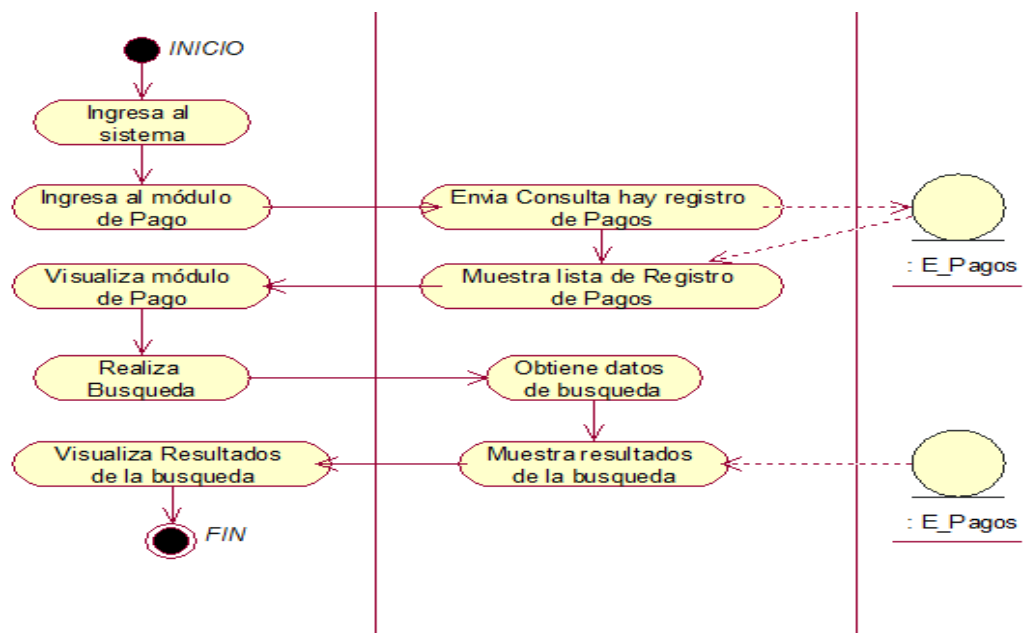 INICIO
Ingresa al
sistema
Ingresa al módulo
de Pago
Envia Consulta hay registro
de Pagos
: E_Pagos
Visualiza módulo
de Pago
Muestra lista de Registro
de Pagos
Realiza
Busqueda
Obtiene datos
de busqueda
Visualiza Resultados
de la busqueda
Muestra resultados
de la busqueda
: E_Pagos
FIN